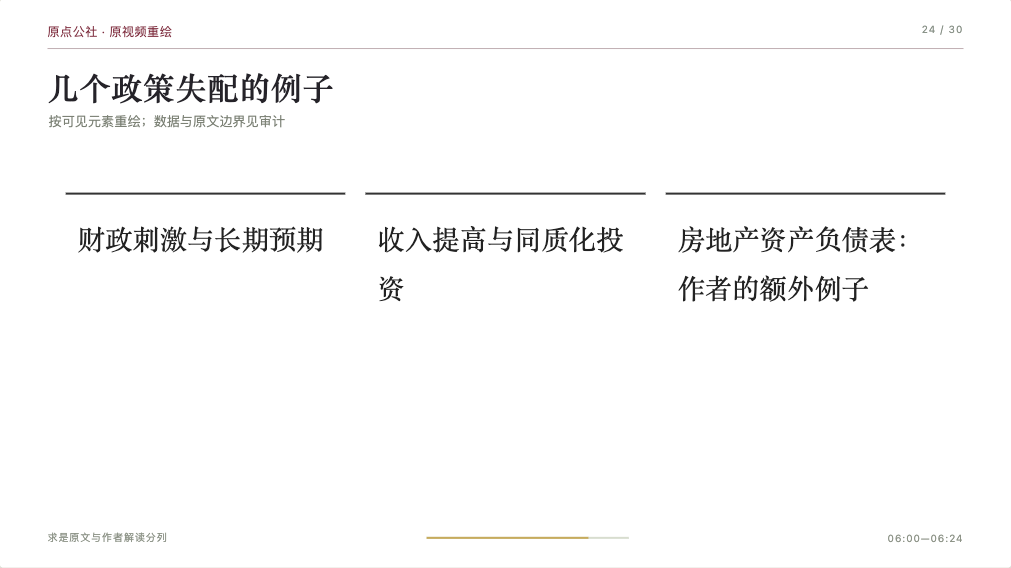 原点公社 · 原视频重绘
24 / 30
几个政策失配的例子
按可见元素重绘；数据与原文边界见审计
财政刺激与长期预期
收入提高与同质化投
资
房地产资产负债表：
作者的额外例子
求是原文与作者解读分列
06:00—06:24